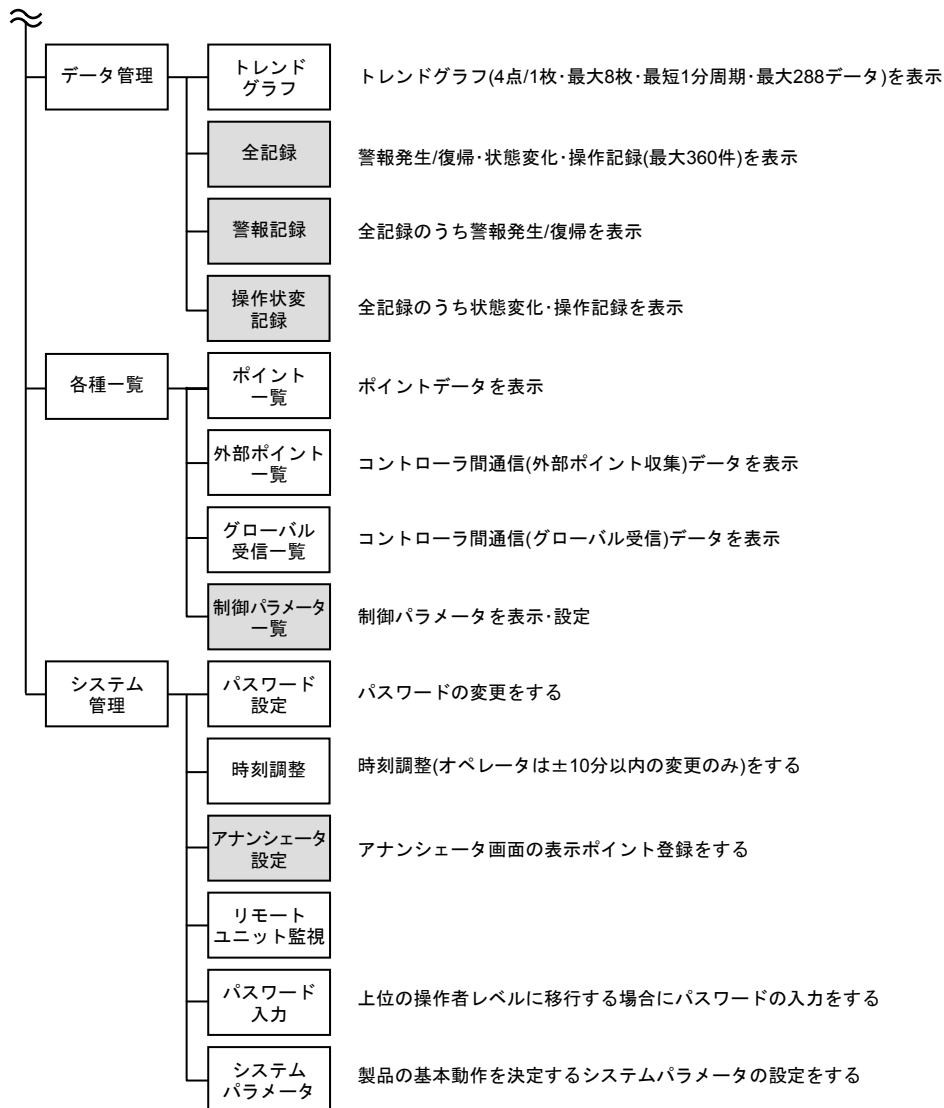 データ管理
トレンド
グラフ
トレンドグラフ(4点/1枚･最大8枚･最短1分周期･最大288データ)を表示
全記録
警報発生/復帰･状態変化･操作記録(最大360件)を表示
警報記録
全記録のうち警報発生/復帰を表示
操作状変
記録
全記録のうち状態変化･操作記録を表示
各種一覧
ポイント
一覧
ポイントデータを表示
外部ポイント
一覧
コントローラ間通信(外部ポイント収集)データを表示
グローバル
受信一覧
コントローラ間通信(グローバル受信)データを表示
制御パラメータ
一覧
制御パラメータを表示･設定
システム
管理
パスワード
設定
パスワードの変更をする
時刻調整
時刻調整(オペレータは±10分以内の変更のみ)をする
アナンシェータ
設定
アナンシェータ画面の表示ポイント登録をする
リモート
ユニット監視
パスワード
入力
上位の操作者レベルに移行する場合にパスワードの入力をする
システム
パラメータ
製品の基本動作を決定するシステムパラメータの設定をする